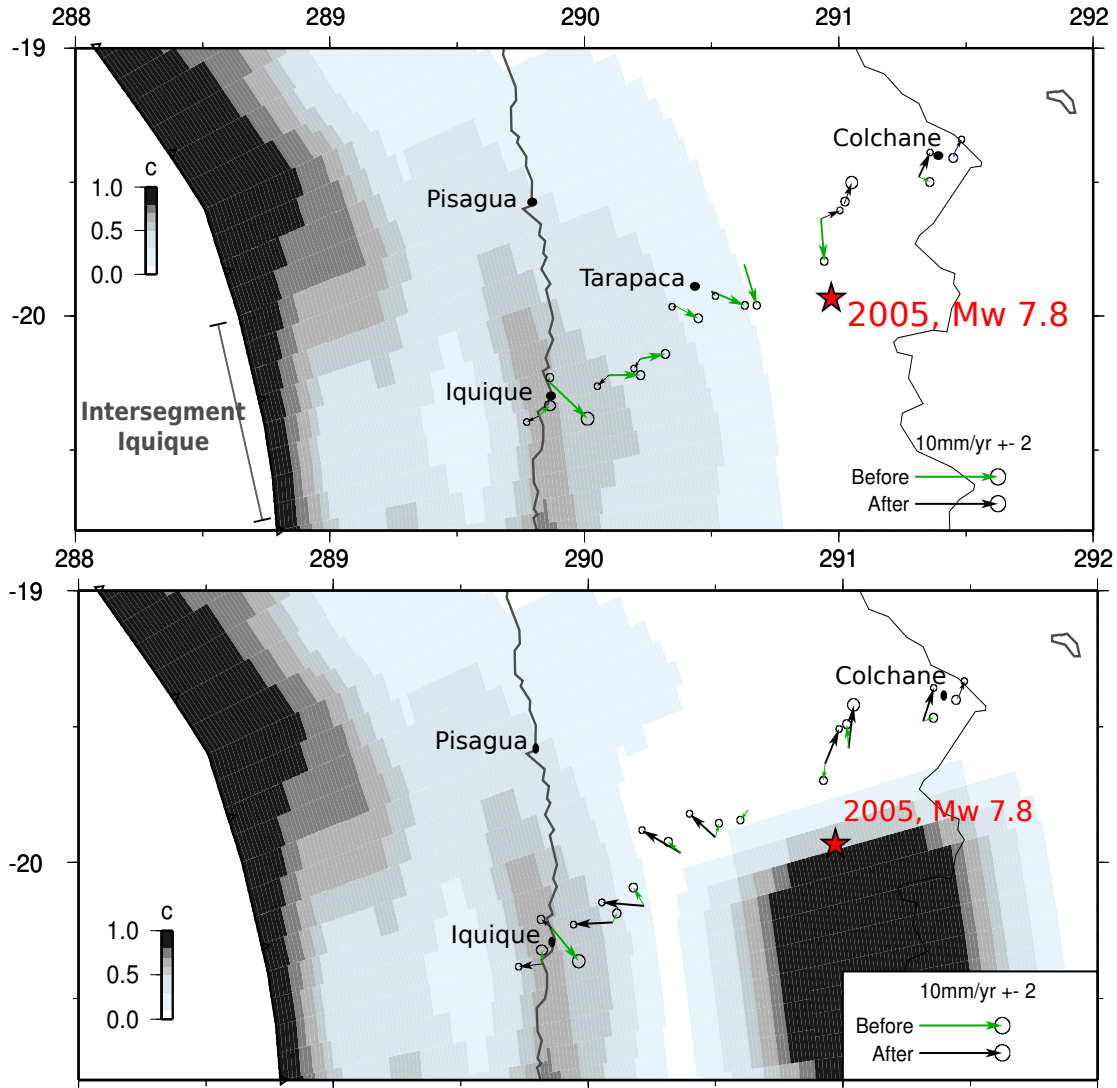 288 289 290 291 292
-19
Colchane
C
1.0
0.5
0.0
Pisagua
Tarapaca
-20
2005, Mw 7.8
Iquique
Intersegment
Iquique
10mm/yr +- 2
Before
After
288 289 290 291 292
-19
Colchane
Pisagua
2005, Mw 7.8
-20
C
1.0
0.5
0.0
Iquique
10mm/yr +- 2
Before
After